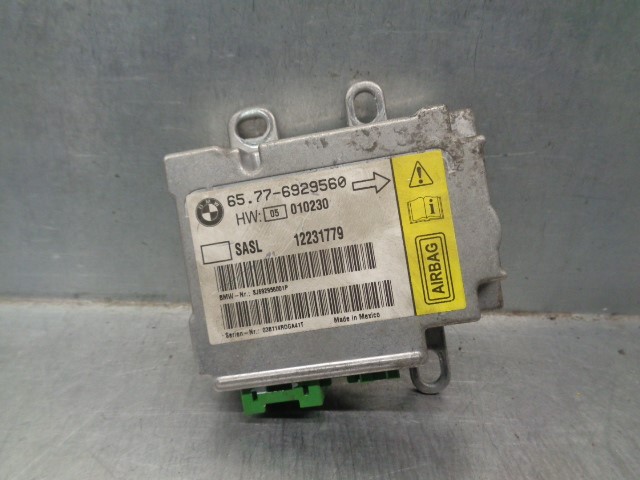 65.77-6929560
HW: 05 010230
SASL 12231779
Made in Mexico
AIRBAG